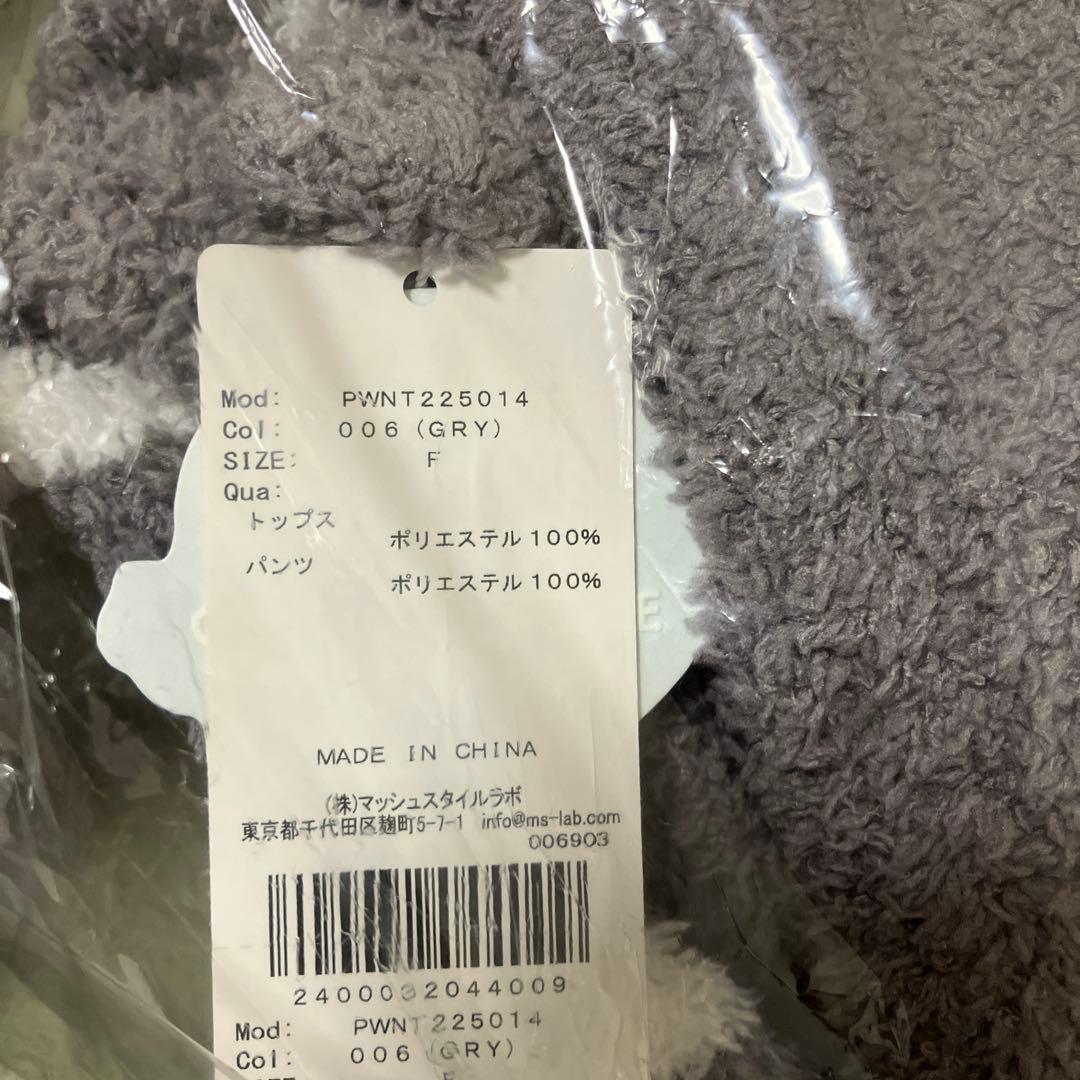 Mod: PWNT225014
Col: 006(GRY)
SIZE: F
Qua:
トップス
ポリエステル100%
パンツ
ポリエステル100%
E
MADE IN CHINA
(株)マッシュスタイルラボ
東京都千代田区麹町5-7-1 info@ms-lab.com
006903
2400032044009
Mod: PWNT225014
Col: 006(GRY)